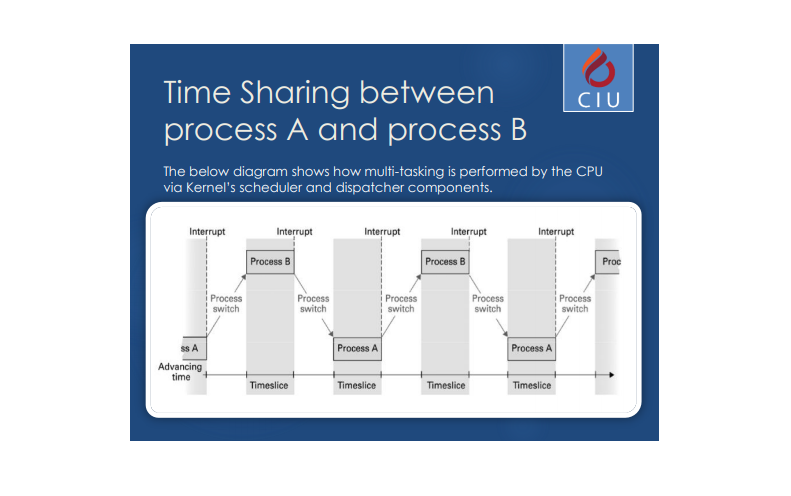 CIU
Time Sharing between
process A and process B
The below diagram shows how multi-tasking is performed by the CPU
via Kernel's scheduler and dispatcher components.
Interrupt Interrupt Interrupt Interrupt Interrupt
Process B Process B Proc
Process Process Process Process Process
switch switch switch switch switch
ss A Process A Process A
Advancing
time
Timeslice Timeslice Timeslice Timeslice